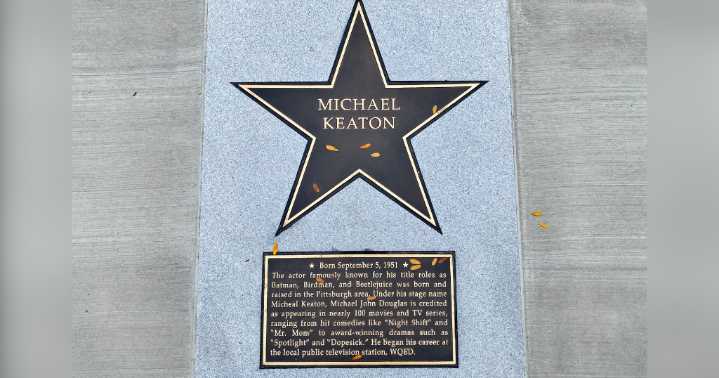 MICHAEL
KEATON
★ Born September 5, 1951 ★
The actor famously known for his title roles as
Batman, Birdman, and Beetlejuice was born and
raised in the Pittsburgh area. Under his stage name
Micheal Keaton, Michael John Douglas is credited
as appearing in nearly 100 movies and TV series,
ranging from hit comedies like "Night Shift" and
"Mr. Mom" to award-winning dramas such as
"Spotlight" and "Dopesick." He began his career at
the local public television station, WQED.